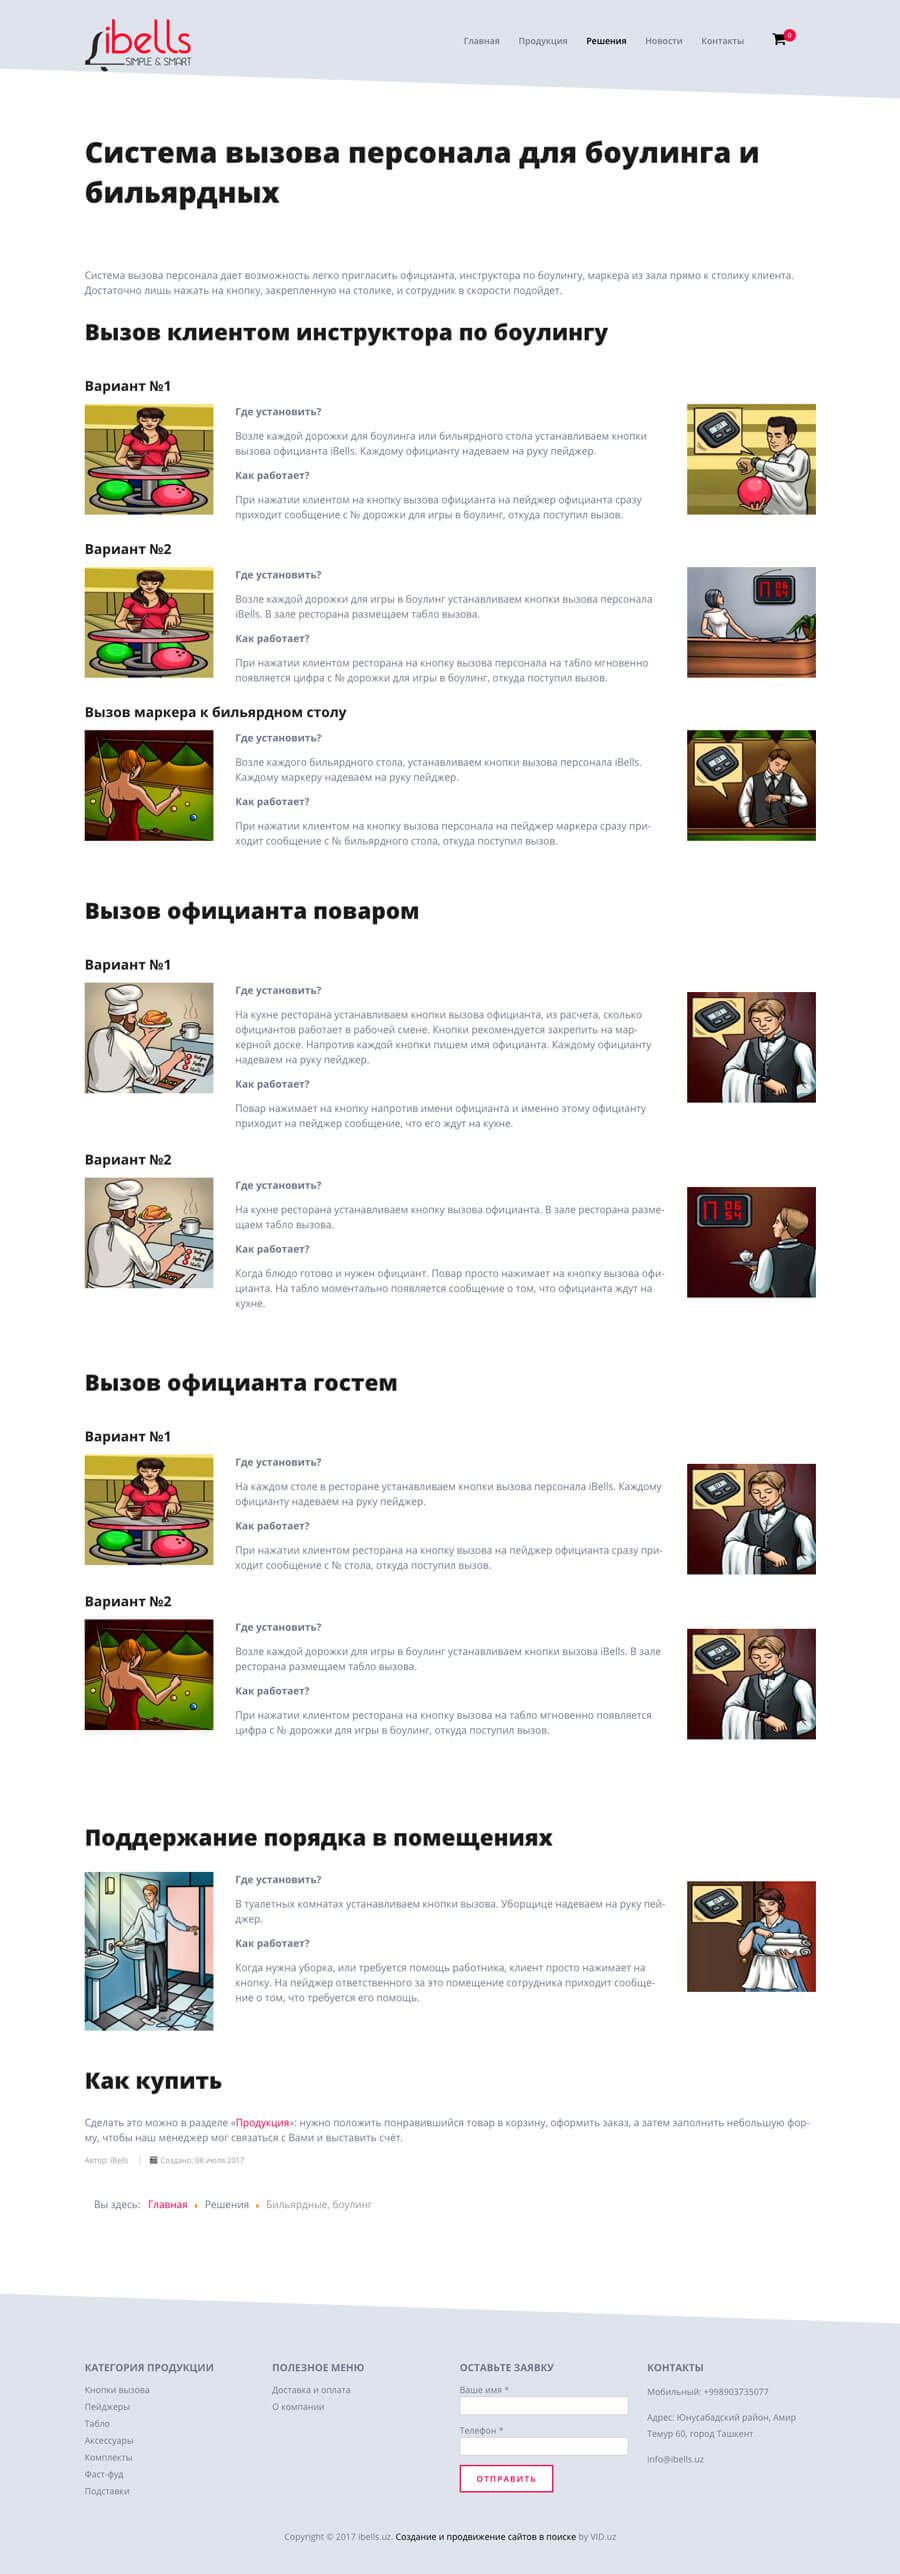 ibells
SIMPLE & SMART
Главная Продукция Решения Новости Контакты 0
Система вызова персонала для боулинга и
бильярдных
Система вызова персонала дает возможность легко пригласить официанта, инструктора по боулингу, маркера из зала прямо к столику клиента.
Достаточно лишь нажать на кнопку, закрепленную на столике, и сотрудник в скорости подойдет.
Вызов клиентом инструктора по боулингу
Вариант №1
Где установить?
Возле каждой дорожки для боулинга или бильярдного стола устанавливаем кнопки
вызова официанта iBells. Каждому официанту надеваем на руку пейджер.
Как работает?
При нажатии клиентом на кнопку вызова официанта на пейджер официанта сразу
приходит сообщение с № дорожки для игры в боулинг, откуда поступил вызов.
Вариант №2
Где установить?
Возле каждой дорожки для игры в боулинг устанавливаем кнопки вызова персонала
iBells. В зале ресторана размещаем табло вызова.
Как работает?
При нажатии клиентом ресторана на кнопку вызова персонала на табло мгновенно
появляется цифра с № дорожки для игры в боулинг, откуда поступил вызов.
17 06
54
Вызов маркера к бильярдном столу
Где установить?
Возле каждого бильярдного стола, устанавливаем кнопки вызова персонала iBells.
Каждому маркеру надеваем на руку пейджер.
Как работает?
При нажатии клиентом на кнопку вызова персонала на пейджер маркера сразу при-
ходит сообщение с № бильярдного стола, откуда поступил вызов.
Вызов официанта поваром
Вариант №1
Где установить?
На кухне ресторана устанавливаем кнопки вызова официанта, из расчета, сколько
официантов работает в рабочей смене. Кнопки рекомендуется закрепить на мар-
керной доске. Напротив каждой кнопки пишем имя официанта. Каждому официанту
надеваем на руку пейджер.
Как работает?
Повар нажимает на кнопку напротив имени официанта и именно этому официанту
приходит на пейджер сообщение, что его ждут на кухне.
Вариант №2
Где установить?
На кухне ресторана устанавливаем кнопку вызова официанта. В зале ресторана разме-
щаем табло вызова.
Как работает?
Когда блюдо готово и нужен официант. Повар просто нажимает на кнопку вызова офи-
цианта. На табло моментально появляется сообщение о том, что официанта ждут на
кухне.
17 06
54
Вызов официанта гостем
Вариант №1
Где установить?
На каждом столе в ресторане устанавливаем кнопки вызова персонала iBells. Каждому
официанту надеваем на руку пейджер.
Как работает?
При нажатии клиентом ресторана на кнопку вызова на пейджер официанта сразу при-
ходит сообщение с № стола, откуда поступил вызов.
Вариант №2
Где установить?
Возле каждой дорожки для игры в боулинг устанавливаем кнопки вызова iBells. В зале
ресторана размещаем табло вызова.
Как работает?
При нажатии клиентом ресторана на кнопку вызова на табло мгновенно появляется
цифра с № дорожки для игры в боулинг, откуда поступил вызов.
Поддержание порядка в помещениях
Где установить?
В туалетных комнатах устанавливаем кнопки вызова. Уборщице надеваем на руку пей-
джер.
Как работает?
Когда нужна уборка, или требуется помощь работника, клиент просто нажимает на
кнопку. На пейджер ответственного за это помещение сотрудника приходит сообще-
ние о том, что требуется его помощь.
Как купить
Сделать это можно в разделе «Продукция»: нужно положить понравившийся товар в корзину, оформить заказ, а затем заполнить небольшую фор-
му, чтобы наш менеджер мог связаться с Вами и выставить счёт.
Автор: iBells | Создано: 08 июля 2017
Вы здесь: Главная Решения Бильярдные, боулинг
КАТЕГОРИЯ ПРОДУКЦИИ
Кнопки вызова
Пейджеры
Табло
Аксессуары
Комплекты
Фаст-фуд
Подставки
ПОЛЕЗНОЕ МЕНЮ
Доставка и оплата
О компании
ОСТАВЬТЕ ЗАЯВКУ
Ваше имя *
Телефон *
ОТПРАВИТЬ
КОНТАКТЫ
Мобильный: +998903735077
Адрес: Юнусабадский район, Амир
Темур 60, город Ташкент
info@ibells.uz
Copyright © 2017 ibells.uz. Создание и продвижение сайтов в поиске by VID.uz